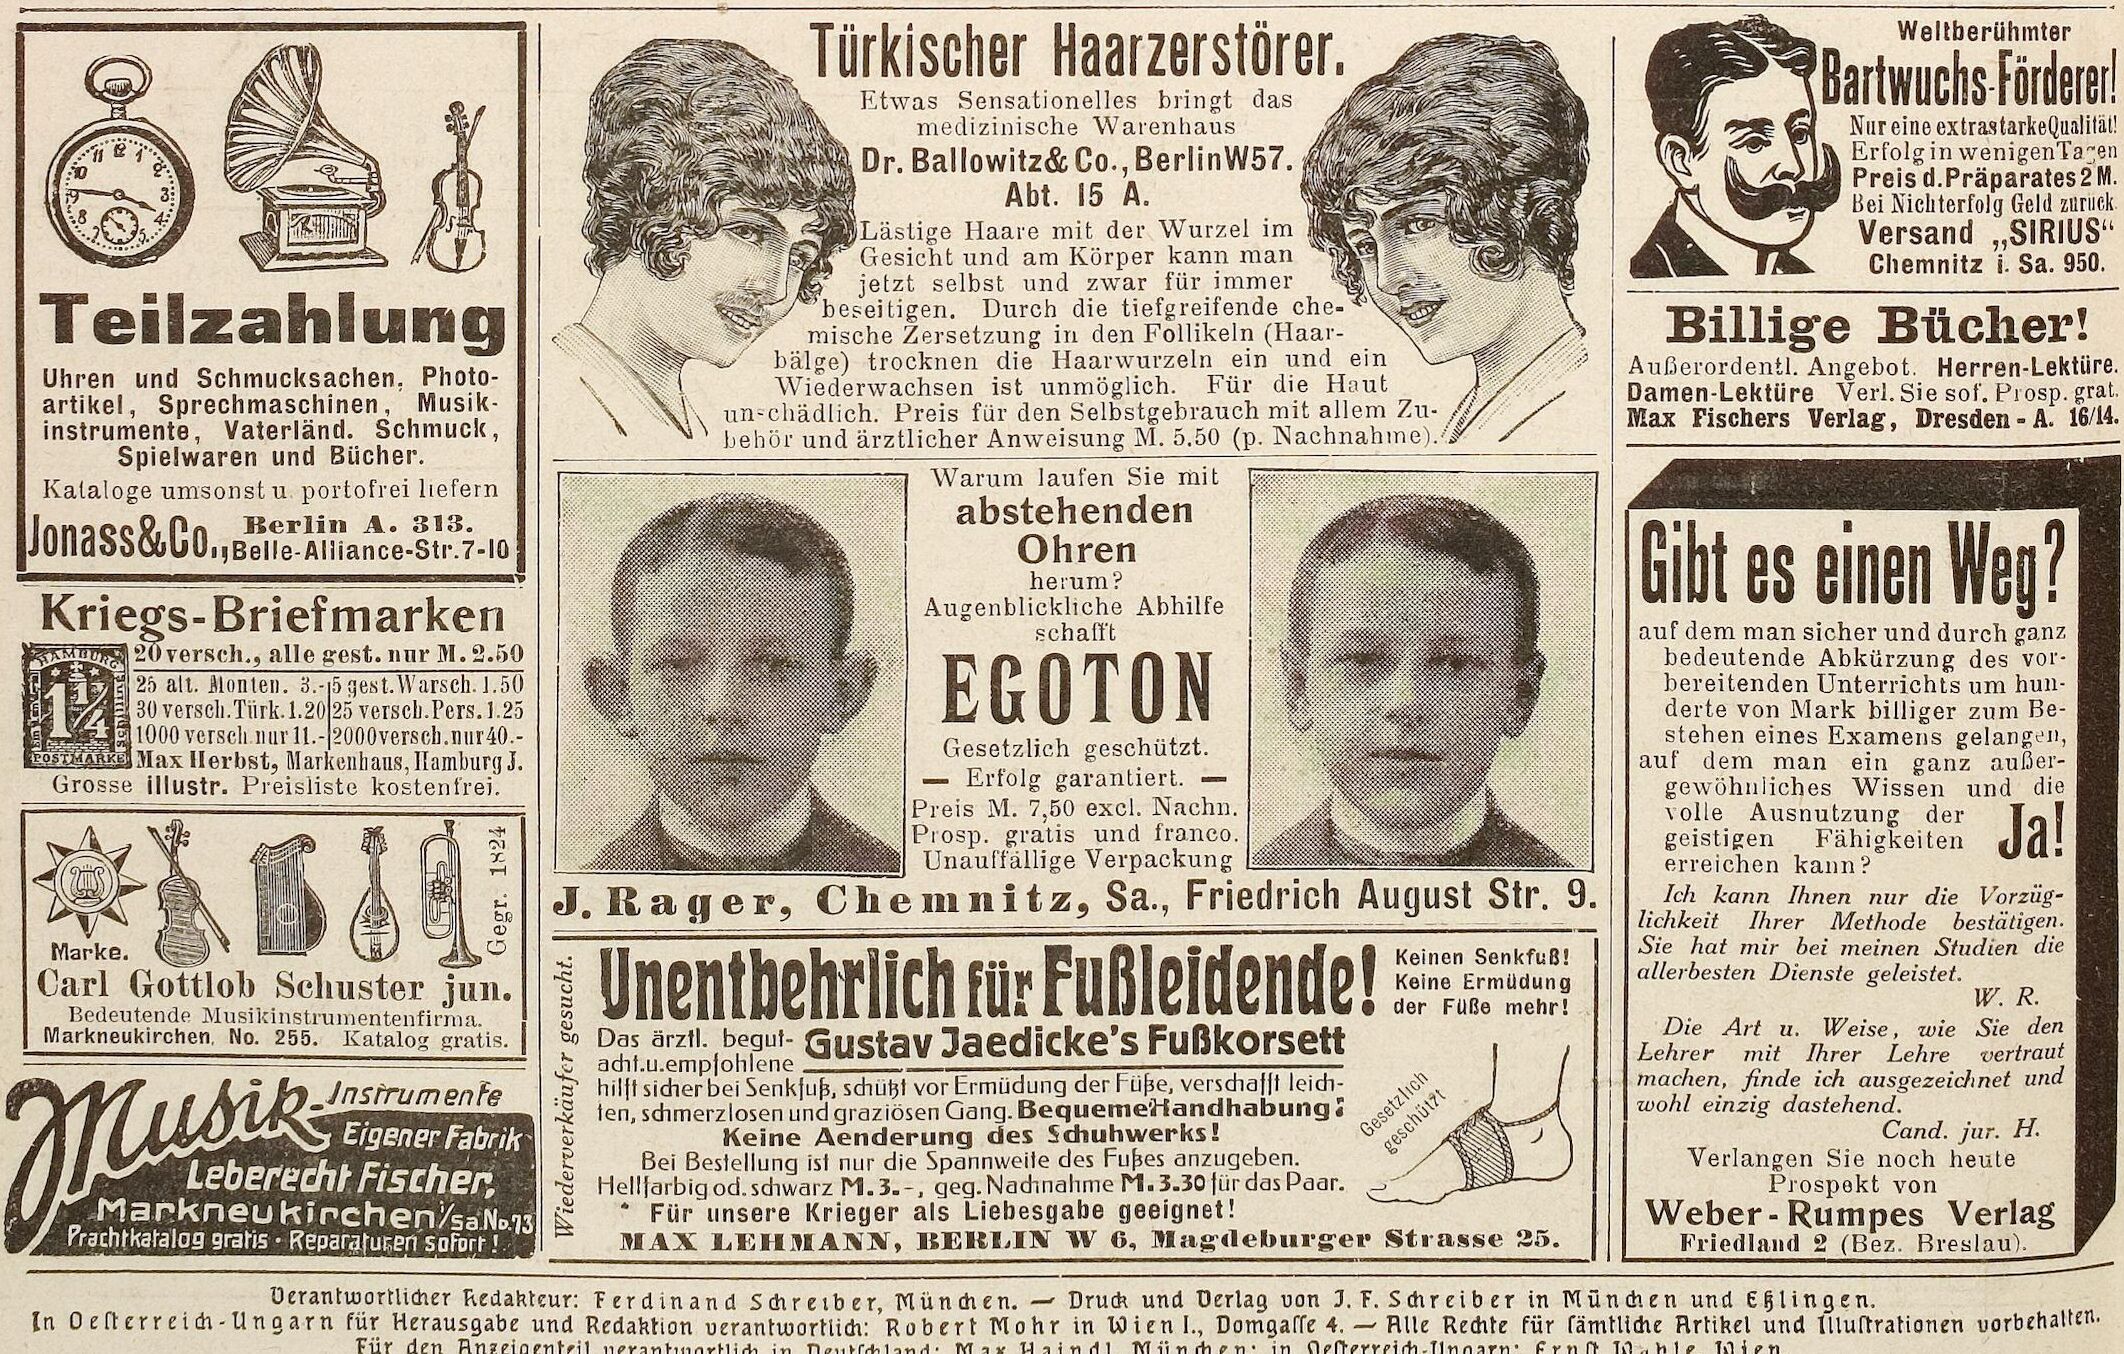 Teilzahlung
Uhren und Schmucksachen, Photo-
artikel, Sprechmaschinen, Musik-
instrumente, Vaterländ. Schmuck,
Spielwaren und Bücher.
Kataloge umsonst u. portofrei liefern
Jonass & Co., Berlin A. 313.
Belle-Alliance-Str. 7-10
Kriegs-Briefmarken
HAMBURG
1¼
Schilling
POSTMARKE
20 versch., alle gest. nur M. 2.50
25 alt. Monten. 3.- 5 gest. Warsch. 1.50
30 versch. Türk. 1.20 25 versch. Pers. 1.25
1000 versch. nur 11.- 2000 versch. nur 40.-
Max Herbst, Markenhaus, Hamburg J.
Grosse illustr. Preisliste kostenfrei.
Marke.
Gegr. 1824
Carl Gottlob Schuster jun.
Bedeutende Musikinstrumentenfirma.
Markneukirchen, No. 255. Katalog gratis.
Musik-Instrumente
Eigener Fabrik
Leberecht Fischer,
Markneukirchen i/Sa. No. 73
Prachtkatalog gratis · Reparaturen sofort!
Türkischer Haarzerstörer.
Etwas Sensationelles bringt das
medizinische Warenhaus
Dr. Ballowitz & Co., Berlin W 57.
Abt. 15 A.
Lästige Haare mit der Wurzel im
Gesicht und am Körper kann man
jetzt selbst und zwar für immer
beseitigen. Durch die tiefgreifende che-
mische Zersetzung in den Follikeln (Haar-
bälge) trocknen die Haarwurzeln ein und ein
Wiederwachsen ist unmöglich. Für die Haut
unschädlich. Preis für den Selbstgebrauch mit allem Zu-
behör und ärztlicher Anweisung M. 5,50 (p. Nachnahme).
Warum laufen Sie mit
abstehenden
Ohren
herum?
Augenblickliche Abhilfe
schafft
EGOTON
Gesetzlich geschützt.
— Erfolg garantiert. —
Preis M. 7,50 excl. Nachn.
Prosp. gratis und franco.
Unauffällige Verpackung
J. Rager, Chemnitz, Sa., Friedrich August Str. 9.
Wiederverkäufer gesucht.
Unentbehrlich für Fußleidende!
Keinen Senkfuß!
Keine Ermüdung
der Füße mehr!
Das ärztl. begut-
acht. u. empfohlene Gustav Jaedicke's Fußkorsett
hilft sicher bei Senkfuß, schützt vor Ermüdung der Füße, verschafft leich-
ten, schmerzlosen und graziösen Gang. Bequeme Handhabung!
Keine Aenderung des Schuhwerks!
Bei Bestellung ist nur die Spannweite des Fußes anzugeben.
Hellfarbig od. schwarz M. 3.-, geg. Nachnahme M. 3.30 für das Paar.
Für unsere Krieger als Liebesgabe geeignet!
MAX LEHMANN, BERLIN W 6, Magdeburger Strasse 25.
Gesetzlich
geschützt
Weltberühmter
Bartwuchs-Förderer!
Nur eine extrastarke Qualität!
Erfolg in wenigen Tagen
Preis d. Präparates 2 M.
Bei Nichterfolg Geld zurück.
Versand „SIRIUS“
Chemnitz i. Sa. 950.
Billige Bücher!
Außerordentl. Angebot. Herren-Lektüre.
Damen-Lektüre Verl. Sie sof. Prosp. grat.
Max Fischers Verlag, Dresden-A. 16/14.
Gibt es einen Weg?
auf dem man sicher und durch ganz
bedeutende Abkürzung des vor-
bereitenden Unterrichts um hun-
derte von Mark billiger zum Be-
stehen eines Examens gelangen,
auf dem man ein ganz außer-
gewöhnliches Wissen und die
volle Ausnutzung der
geistigen Fähigkeiten
erreichen kann?
Ja!
Ich kann Ihnen nur die Vorzüg-
lichkeit Ihrer Methode bestätigen.
Sie hat mir bei meinen Studien die
allerbesten Dienste geleistet.
W. R.
Die Art u. Weise, wie Sie den
Lehrer mit Ihrer Lehre vertraut
machen, finde ich ausgezeichnet und
wohl einzig dastehend.
Cand. jur. H.
Verlangen Sie noch heute
Prospekt von
Weber-Rumpes Verlag
Friedland 2 (Bez. Breslau).
Verantwortlicher Redakteur: Ferdinand Schreiber, München. — Druck und Verlag von J. F. Schreiber in München und Eßlingen.
In Oesterreich-Ungarn für Herausgabe und Redaktion verantwortlich: Robert Mohr in Wien I., Domgasse 4. — Alle Rechte für sämtliche Artikel und Illustrationen vorbehalten.
Für den Anzeigenteil verantwortlich in Deutschland: Max Haindl, München; in Oesterreich-Ungarn: Ernst Wien